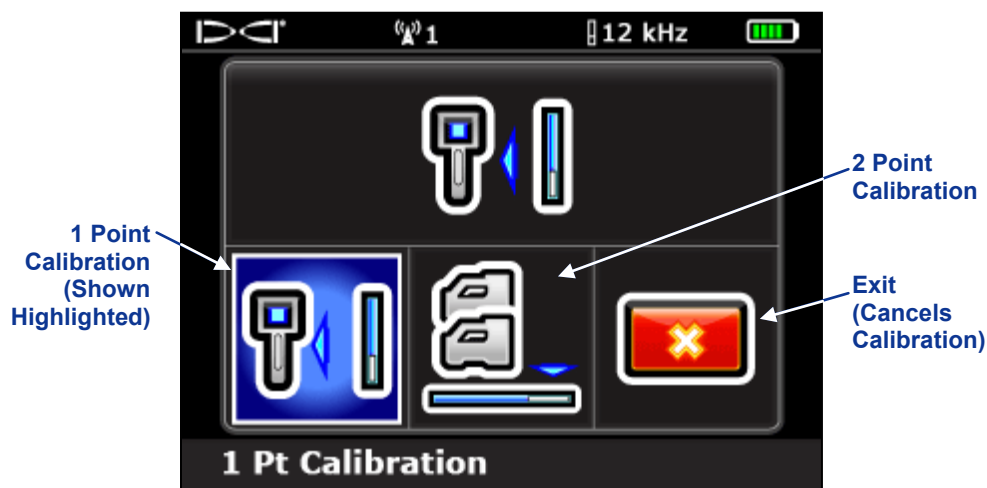 DCI
1
12 kHz
2 Point
Calibration
1 Point
Calibration
(Shown
Highlighted)
Exit
(Cancels
Calibration)
1 Pt Calibration